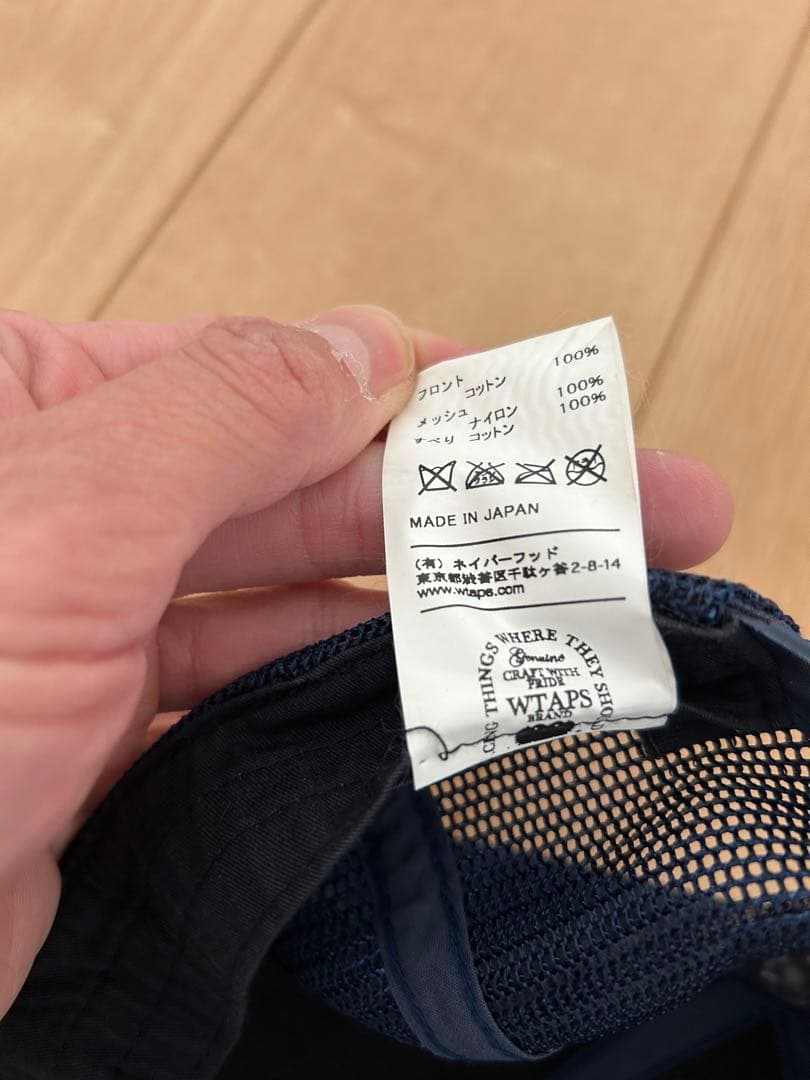 フロント
コットン 100%
メッシュ
ナイロン 100%
すべり コットン 100%
MADE IN JAPAN
(有) ネイバーフッド
東京都渋谷区千駄ヶ谷2-8-14
www.wtaps.com
CING THINGS WHERE THEY SHO
Genuine
CRAFT WITH
PRIDE
WTAPS
BRAND